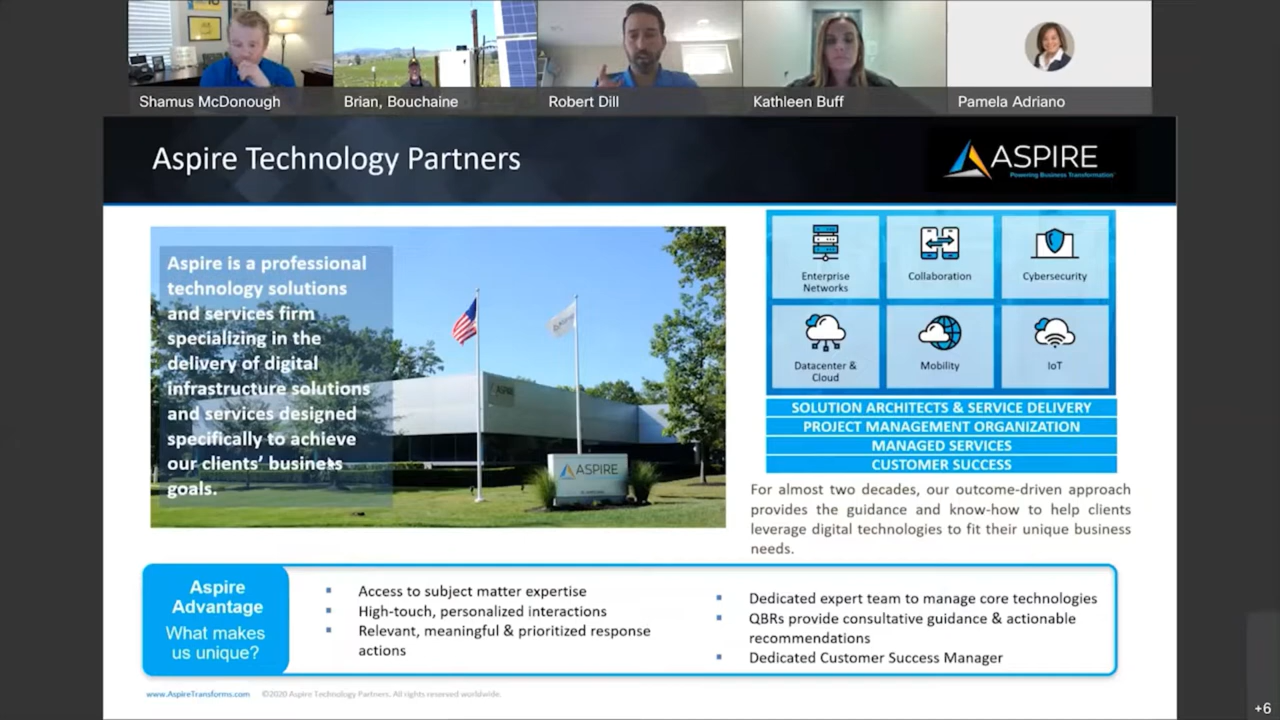 Shamus McDonough
Brian, Bouchaine
Robert Dill
Kathleen Buff
Pamela Adriano
Aspire Technology Partners
ASPIRE
Powering Business Transformation
Aspire is a professional
technology solutions
and services firm
specializing in the
delivery of digital
infrastructure solutions
and services designed
specifically to achieve
our clients' business
goals.
ASPIRE
ASPIRE
Enterprise
Networks
Collaboration
Cybersecurity
Datacenter &
Cloud
Mobility
IoT
SOLUTION ARCHITECTS & SERVICE DELIVERY
PROJECT MANAGEMENT ORGANIZATION
MANAGED SERVICES
CUSTOMER SUCCESS
For almost two decades, our outcome-driven approach
provides the guidance and know-how to help clients
leverage digital technologies to fit their unique business
needs.
Aspire
Advantage
What makes
us unique?
Access to subject matter expertise
High-touch, personalized interactions
Relevant, meaningful & prioritized response
actions
Dedicated expert team to manage core technologies
QBRs provide consultative guidance & actionable
recommendations
Dedicated Customer Success Manager
www.AspireTransforms.com ©2020 Aspire Technology Partners. All rights reserved worldwide.
+6